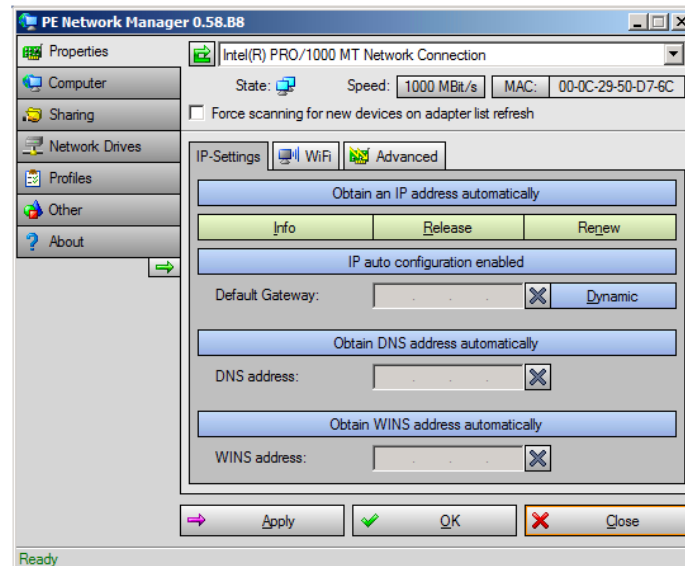 PE Network Manager 0.58.B8
Properties
Computer
Sharing
Network Drives
Profiles
Other
About
Intel(R) PRO/1000 MT Network Connection
State: Speed: 1000 MBit/s MAC: 00-0C-29-50-D7-6C
Force scanning for new devices on adapter list refresh
IP-Settings WiFi Advanced
Obtain an IP address automatically
Info Release Renew
IP auto configuration enabled
Default Gateway: . . . Dynamic
Obtain DNS address automatically
DNS address: . . .
Obtain WINS address automatically
WINS address: . . .
Apply OK Close
Ready